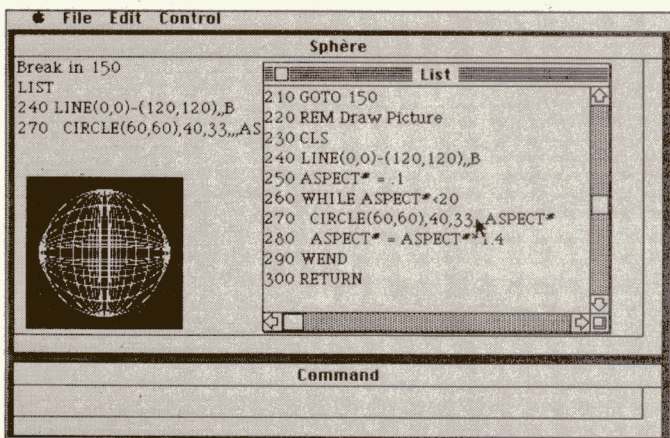 File Edit Control
Sphère
Break in 150
LIST
240 LINE(0,0)-(120,120),,B
270 CIRCLE(60,60),40,33,,,AS
List
210 GOTO 150
220 REM Draw Picture
230 CLS
240 LINE(0,0)-(120,120),,B
250 ASPECT# = .1
260 WHILE ASPECT#<20
270 CIRCLE(60,60),40,33,,,ASPECT#
280 ASPECT# = ASPECT#*1.4
290 WEND
300 RETURN
Command